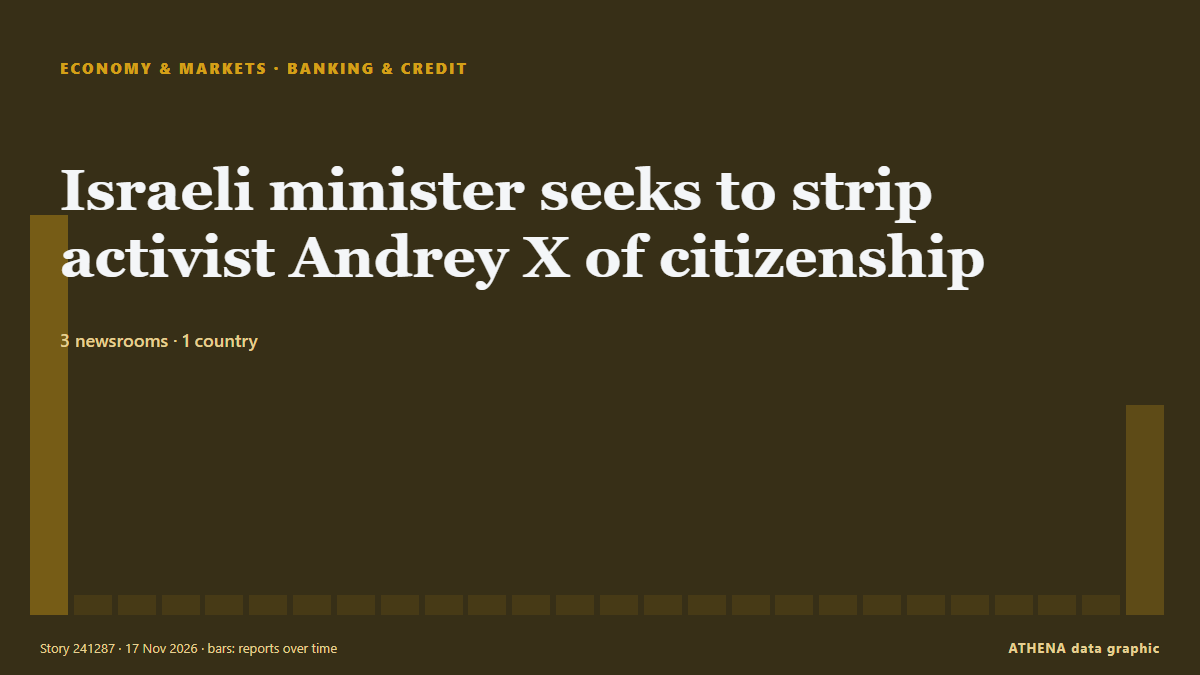 ECONOMY & MARKETS · BANKING & CREDIT
Israeli minister seeks to strip
activist Andrey X of citizenship
3 newsrooms · 1 country
Story 241287 · 17 Nov 2026 · bars: reports over time
ATHENA data graphic